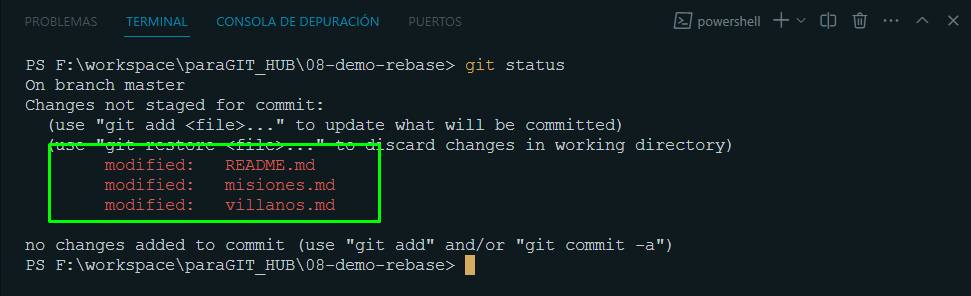 PROBLEMAS TERMINAL CONSOLA DE DEPURACIÓN PUERTOS powershell
PS F:\workspace\paraGIT_HUB\08-demo-rebase> git status
On branch master
Changes not staged for commit:
  (use "git add <file>..." to update what will be committed)
  (use "git restore <file>..." to discard changes in working directory)
        modified:   README.md
        modified:   misiones.md
        modified:   villanos.md
no changes added to commit (use "git add" and/or "git commit -a")
PS F:\workspace\paraGIT_HUB\08-demo-rebase>